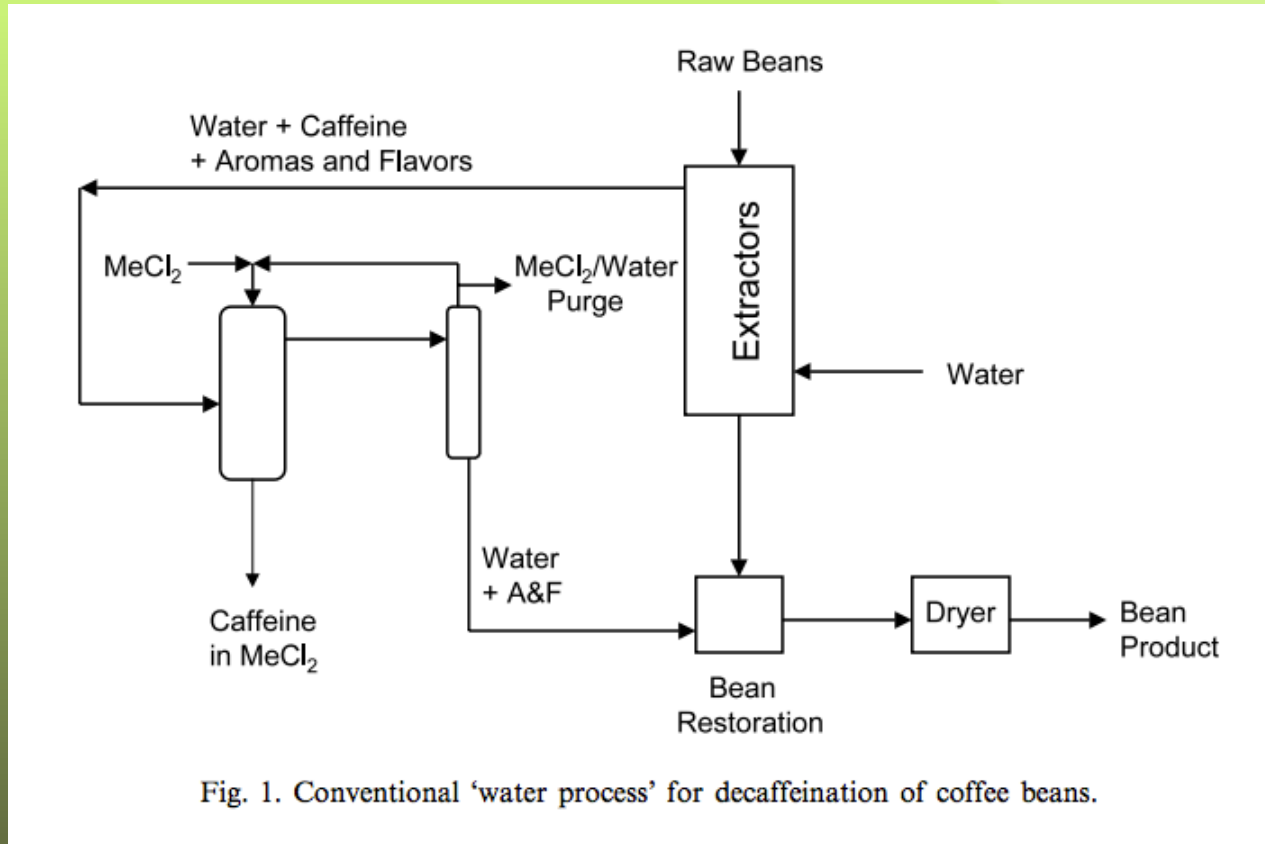 Raw Beans
Water + Caffeine
+ Aromas and Flavors
Extractors
MeCl₂
MeCl₂/Water
Purge
Water
Water
+ A&F
Caffeine
in MeCl₂
Dryer
Bean
Product
Bean
Restoration
Fig. 1. Conventional ‘water process’ for decaffeination of coffee beans.